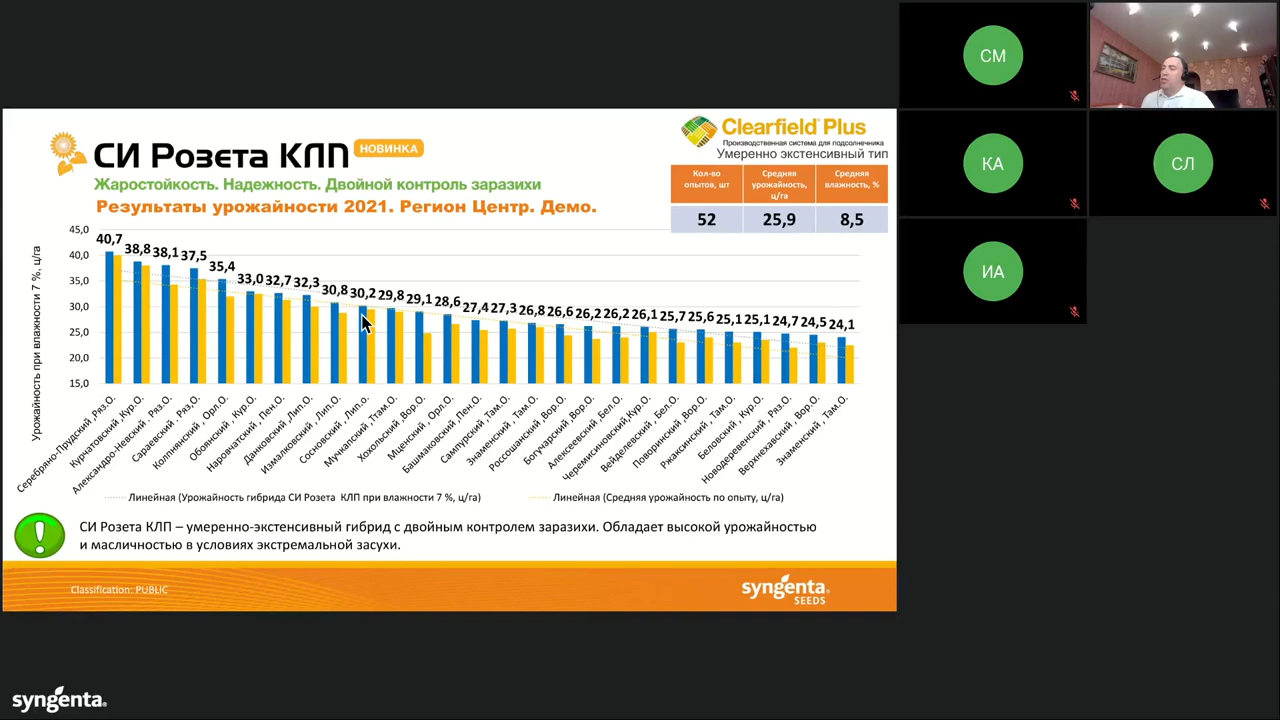 СИ Розєта КЛП
НОВИНКА
Жаростойкость. Надежность. Двойной контроль заразихи
Результаты урожайности 2021. Регион Центр. Демо.
Clearfield® Plus
Производственная система для подсолнечника
Умеренно экстенсивный тип
Кол-во опытов, шт
Средняя урожайность, ц/га
Средняя влажность, %
52
25,9
8,5
Урожайность при влажности 7 %, ц/га
45,0
40,0
35,0
30,0
25,0
20,0
15,0
40,7
38,8
38,1
37,5
35,4
33,0
32,7
32,3
30,8
30,2
29,8
29,1
28,6
27,4
27,3
26,8
26,6
26,2
26,2
26,1
25,7
25,6
25,1
25,1
24,7
24,5
24,1
Серебряно-Прудский , Ряз.О.
Курчатовский , Кур.О.
Александро-Невский . Ряз.О.
Сараевский . Ряз,О.
Колпнянский , Орл.О.
Обоянский , Кур.О.
Наровчатский , Пен.О.
Данковский , Лип.О.
Измалковский , Лип.О.
Сосновский , Лип.о.
Мучкапский , Ттам.О.
Хохольский , Вор.О.
Мценский , Орл.О.
Башмаковский , Пен.О.
Сампурский , Там.О.
Знаменский , Там.О.
Россошанский , Вор.О.
Богучарский , Вор.О.
Алексеевский , Бел.О.
Черемисиновский,Кур.О.
Вейделевский , Бел.О.
Поворинский , Вор.О.
Ржаксинский , Там.О.
Беловский , Кур.О.
Новодеревенский , Ряз.О.
Верхнехавский , Вор.О.
Знаменский , Там.О.
Линейная (Урожайность гибрида СИ Розета КЛП при влажности 7 %, ц/га)
Линейная (Средняя урожайность по опыту, ц/га)
СИ Розета КЛП – умеренно-экстенсивный гибрид с двойным контролем заразихи. Обладает высокой урожайностью
и масличностью в условиях экстремальной засухи.
Classification: PUBLIC
syngenta®
SEEDS
СМ
КА
СЛ
ИА
syngenta®